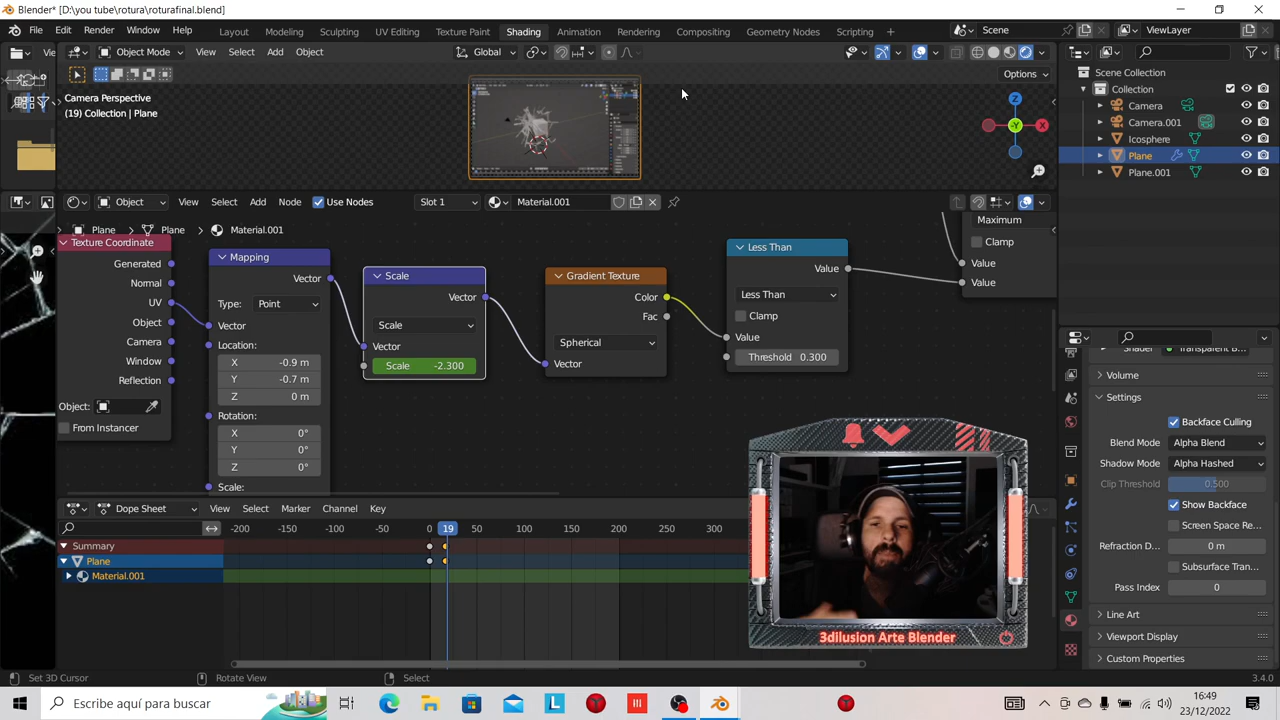 Blender* [D:\you tube\rotura\roturafinal.blend]
File Edit Render Window Help Layout Modeling Sculpting UV Editing Texture Paint Shading Animation Rendering Compositing Geometry Nodes Scripting + Scene ViewLayer
Object Mode View Select Add Object Global
Options
Camera Perspective
(19) Collection | Plane
Z
-Y
X
Scene Collection
Collection
Camera
Camera.001
Icosphere
Plane
Plane.001
Object View Select Add Node Use Nodes Slot 1 Material.001
Plane Plane Material.001
Texture Coordinate
Generated
Normal
UV
Object
Camera
Window
Reflection
Object:
From Instancer
Mapping
Vector
Type: Point
Vector
Location:
X -0.9 m
Y -0.7 m
Z 0 m
Rotation:
X 0°
Y 0°
Z 0°
Scale:
Scale
Vector
Scale
Vector
Scale -2.300
Gradient Texture
Color
Fac
Spherical
Vector
Less Than
Value
Less Than
Clamp
Value
Threshold 0.300
Maximum
Clamp
Value
Value
Volume
Settings
Backface Culling
Blend Mode Alpha Blend
Shadow Mode Alpha Hashed
Clip Threshold 0.500
Show Backface
Screen Space Re...
Refraction D... 0 m
Subsurface Tran...
Pass Index 0
Line Art
Viewport Display
Custom Properties
Dope Sheet View Select Marker Channel Key
-200 -150 -100 -50 0 19 50 100 150 200 250 300
Summary
Plane
Material.001
3dilusion Arte Blender
Set 3D Cursor Rotate View Select 3.4.0
Escribe aquí para buscar
16:49
23/12/2022